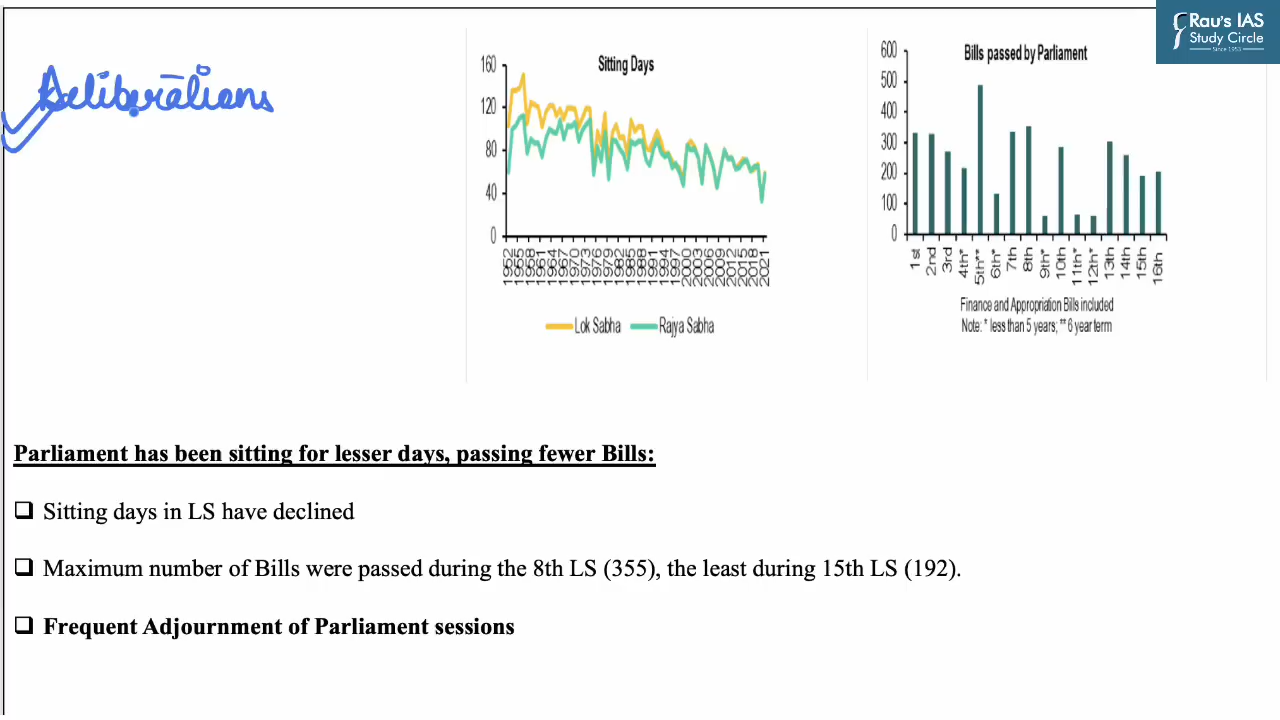 Rau's IAS
Study Circle
Since 1953
Deliberations
Sitting Days
160
120
80
40
0
1952
1955
1958
1961
1964
1967
1970
1973
1976
1979
1982
1985
1988
1991
1994
1997
2000
2003
2006
2009
2012
2015
2018
2021
Lok Sabha
Rajya Sabha
Bills passed by Parliament
600
500
400
300
200
100
0
1st
2nd
3rd
4th*
5th**
6th*
7th
8th
9th*
10th
11th*
12th*
13th
14th
15th
16th
Finance and Appropriation Bills included
Note: * less than 5 years; ** 6 year term
Parliament has been sitting for lesser days, passing fewer Bills:
❑ Sitting days in LS have declined
❑ Maximum number of Bills were passed during the 8th LS (355), the least during 15th LS (192).
❑ Frequent Adjournment of Parliament sessions